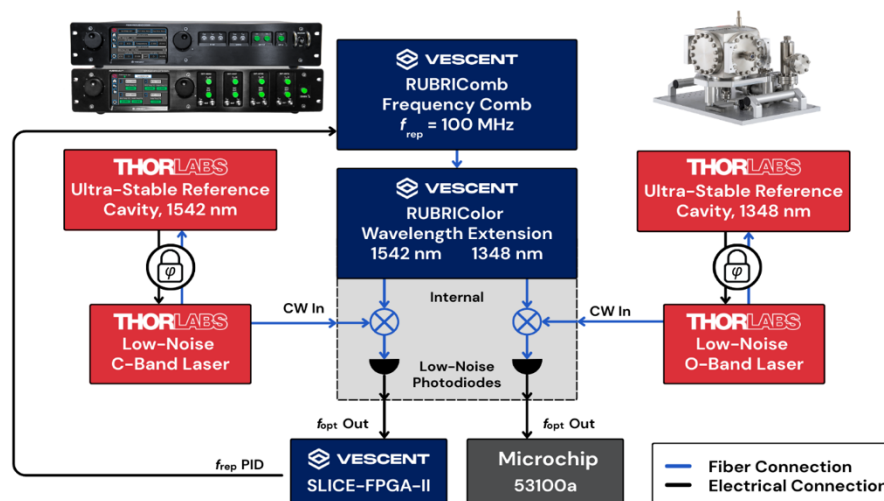 VESCENT
RUBRIComb
Frequency Comb
frep = 100 MHz
THORLABS
Ultra-Stable Reference
Cavity, 1542 nm
VESCENT
RUBRIColor
Wavelength Extension
1542 nm 1348 nm
THORLABS
Ultra-Stable Reference
Cavity, 1348 nm
φ
φ
Internal
CW In
CW In
THORLABS
Low-Noise
C-Band Laser
THORLABS
Low-Noise
O-Band Laser
Low-Noise
Photodiodes
fopt Out
fopt Out
frep PID
VESCENT
SLICE-FPGA-II
Microchip
53100a
Fiber Connection
Electrical Connection